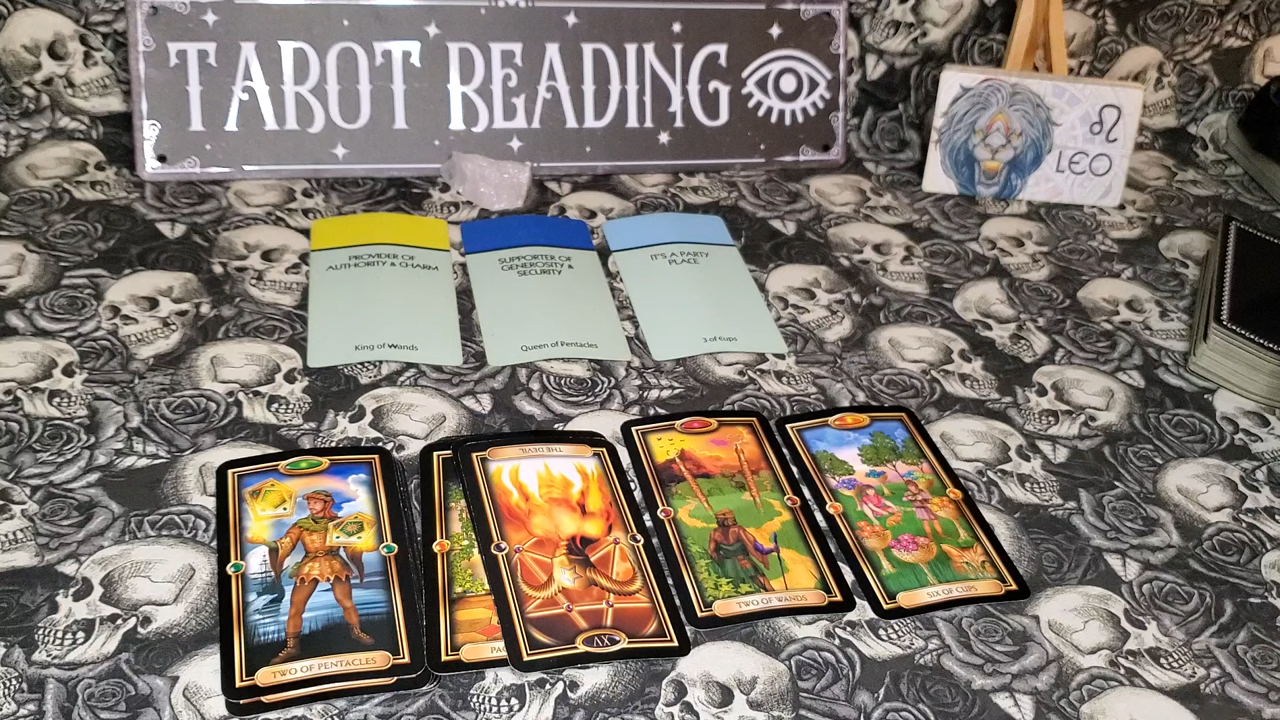 TAROT READING
LEO
PROVIDER OF
AUTHORITY & CHARM
King of Wands
SUPPORTER OF
GENEROSITY &
SECURITY
Queen of Pentacles
IT'S A PARTY
PLACE
3 of Cups
TWO OF PENTACLES
THE DEVIL
XV
TWO OF WANDS
SIX OF CUPS